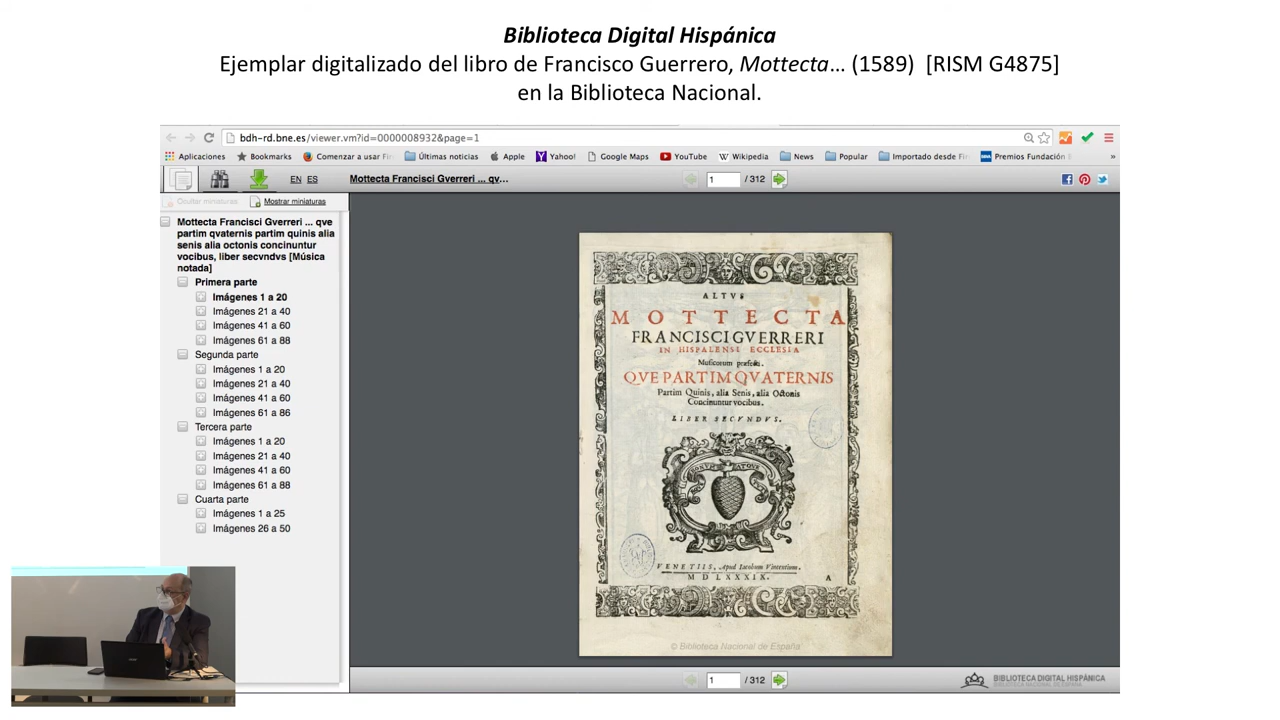 Biblioteca Digital Hispánica
Ejemplar digitalizado del libro de Francisco Guerrero, Mottecta… (1589) [RISM G4875]
en la Biblioteca Nacional.
bdh-rd.bne.es/viewer.vm?id=0000008932&page=1
Aplicaciones Bookmarks Comenzar a usar Fir Últimas noticias Apple Yahoo! Google Maps YouTube Wikipedia News Popular Importado desde Fir Premios Fundación »
EN ES Mottecta Francisci Gverreri ... qv... 1 / 312
Ocultar miniaturas Mostrar miniaturas
Mottecta Francisci Gverreri ... qve
partim qvaternis partim quinis alia
senis alia octonis concinuntur
vocibus, liber secvndvs [Música
notada]
Primera parte
Imágenes 1 a 20
Imágenes 21 a 40
Imágenes 41 a 60
Imágenes 61 a 88
Segunda parte
Imágenes 1 a 20
Imágenes 21 a 40
Imágenes 41 a 60
Imágenes 61 a 86
Tercera parte
Imágenes 1 a 20
Imágenes 21 a 40
Imágenes 41 a 60
Imágenes 61 a 88
Cuarta parte
Imágenes 1 a 25
Imágenes 26 a 50
ALTVS
MOTTECTA
FRANCISCI GVERRERI
IN HISPALENSI ECCLESIA
Musicorum præfecti.
QVE PARTIM QVATERNIS
Partim Quinis, alia Senis, alia Octonis
Concinuntur vocibus.
LIBER SECVNDVS.
VENETIIS, Apud Iacobum Vincentium.
MDLXXXIX. A
© Biblioteca Nacional de España
1 / 312
BIBLIOTECA DIGITAL HISPÁNICA
BIBLIOTECA NACIONAL DE ESPAÑA